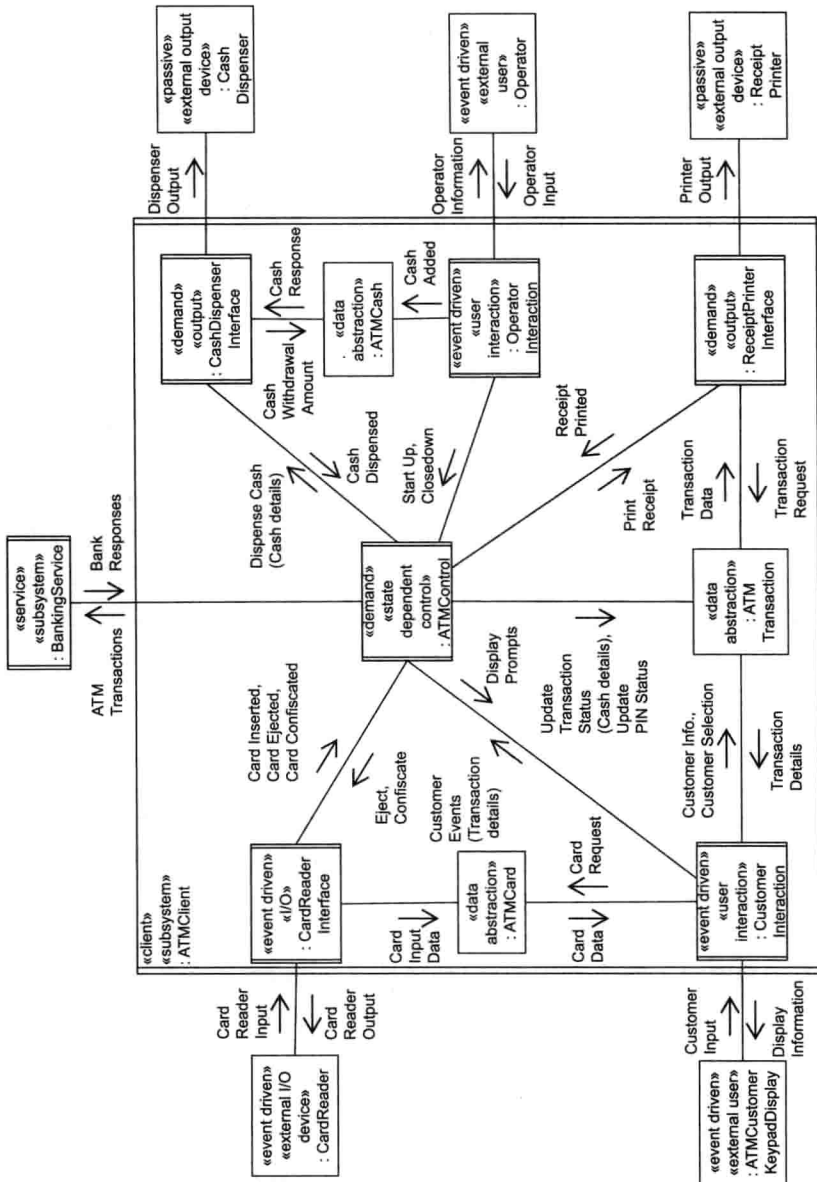 «service»
«subsystem»
: BankingService
ATM
Transactions
Bank
Responses
«client»
«subsystem»
: ATMClient
«event driven»
«external I/O
device»
: CardReader
Card
Reader
Input
Card
Reader
Output
«event driven»
«I/O»
: CardReader
Interface
Card Inserted,
Card Ejected,
Card Confiscated
Eject,
Confiscate
Dispense Cash
(Cash details)
Cash
Dispensed
«demand»
«output»
: CashDispenser
Interface
Dispenser
Output
«passive»
«external output
device»
: Cash
Dispenser
Card
Input
Data
Cash
Withdrawal
Amount
Cash
Response
«data
abstraction»
: ATMCard
Customer
Events
(Transaction
details)
«demand»
«state
dependent
control»
: ATMControl
Display
Prompts
Start Up,
Closedown
«data
abstraction»
: ATMCash
Cash
Added
Card
Data
Card
Request
Update
Transaction
Status
(Cash details),
Update
PIN Status
«event driven»
«user
interaction»
: Operator
Interaction
Operator
Information
Operator
Input
«event driven»
«external
user»
: Operator
Print
Receipt
Receipt
Printed
Customer
Input
Display
Information
«event driven»
«external user»
: ATMCustomer
KeypadDisplay
«event driven»
«user
interaction»
: Customer
Interaction
Customer Info.,
Customer Selection
Transaction
Details
«data
abstraction»
: ATM
Transaction
Transaction
Data
Transaction
Request
«demand»
«output»
: ReceiptPrinter
Interface
Printer
Output
«passive»
«external output
device»
: Receipt
Printer